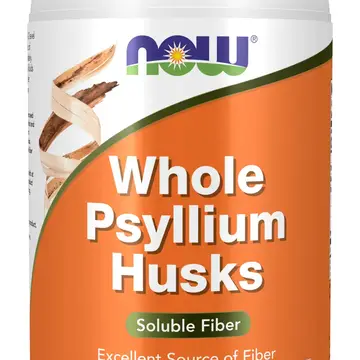 now®
Whole
Psyllium
Husks
Soluble Fiber
Excellent Source of Fiber